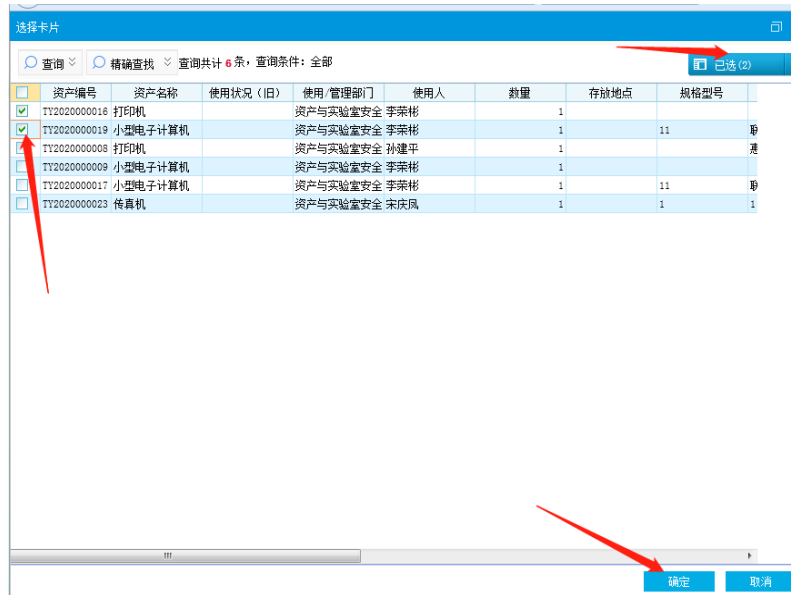 选择卡片
查询 精确查找 查询共计 6 条，查询条件：全部 已选(2)
资产编号 资产名称 使用状况（旧） 使用/管理部门 使用人 数量 存放地点 规格型号
TY2020000016 打印机 资产与实验室安全 李荣彬 1
TY2020000019 小型电子计算机 资产与实验室安全 李荣彬 1 11
TY2020000008 打印机 资产与实验室安全 孙建平 1
TY2020000009 小型电子计算机 资产与实验室安全 李荣彬 1
TY2020000017 小型电子计算机 资产与实验室安全 李荣彬 1 11
TY2020000023 传真机 资产与实验室安全 宋庆凤 1 1 1
确定 取消